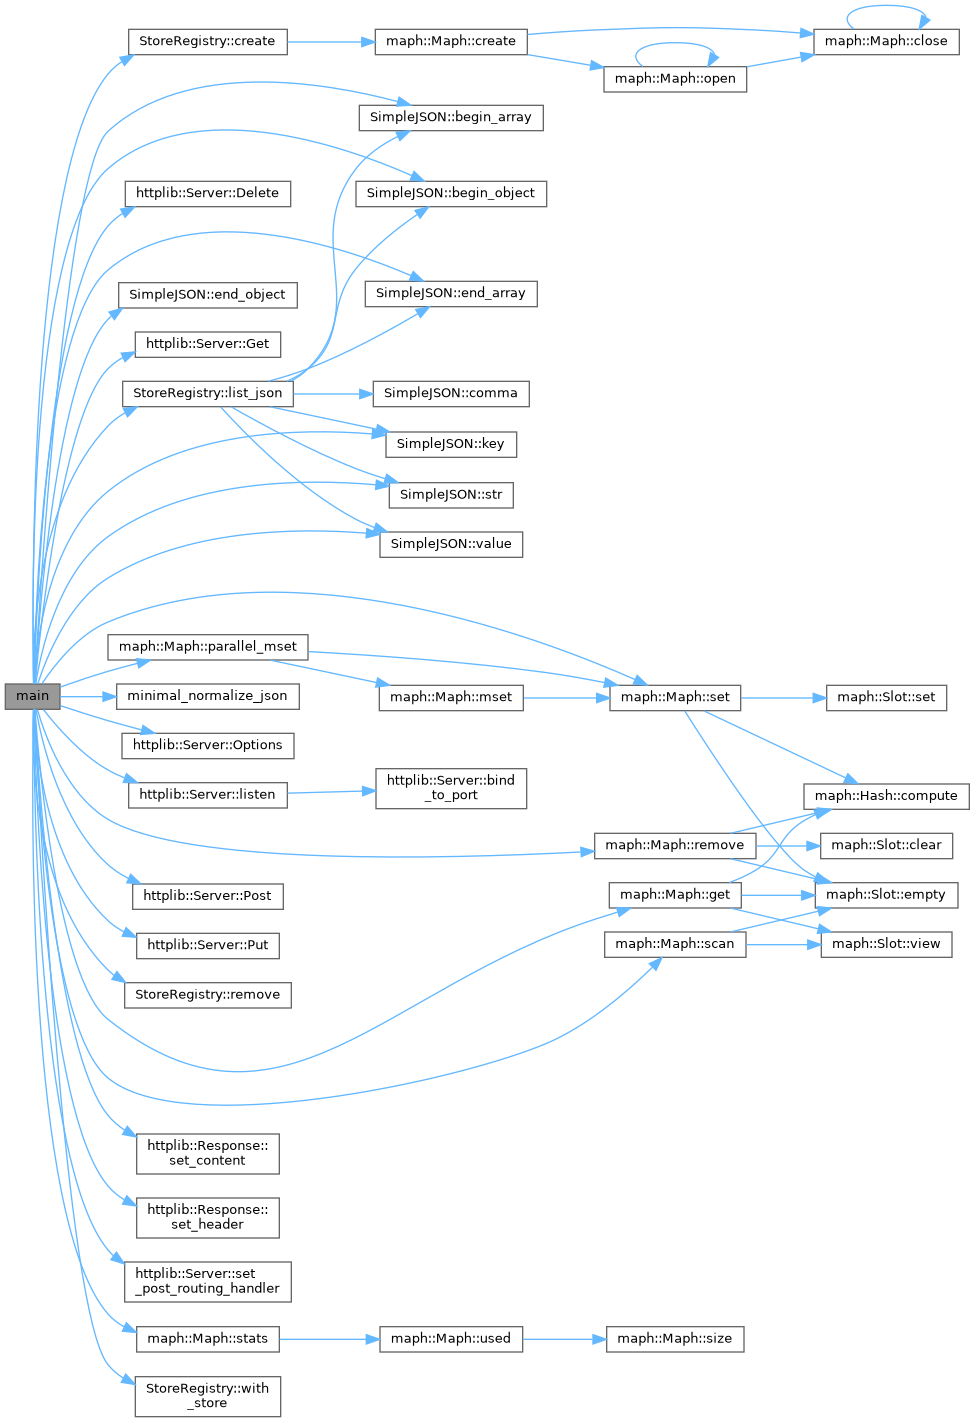 StoreRegistry::create
maph::Maph::create
maph::Maph::close
maph::Maph::open
SimpleJSON::begin_array
httplib::Server::Delete
SimpleJSON::begin_object
SimpleJSON::end_object
SimpleJSON::end_array
httplib::Server::Get
StoreRegistry::list_json
SimpleJSON::comma
SimpleJSON::key
SimpleJSON::str
SimpleJSON::value
maph::Maph::parallel_mset
main
minimal_normalize_json
maph::Maph::mset
maph::Maph::set
maph::Slot::set
httplib::Server::Options
httplib::Server::listen
httplib::Server::bind
_to_port
maph::Hash::compute
maph::Maph::remove
maph::Slot::clear
httplib::Server::Post
maph::Maph::get
maph::Slot::empty
httplib::Server::Put
maph::Maph::scan
maph::Slot::view
StoreRegistry::remove
httplib::Response::
set_content
httplib::Response::
set_header
httplib::Server::set
_post_routing_handler
maph::Maph::stats
maph::Maph::used
maph::Maph::size
StoreRegistry::with
_store